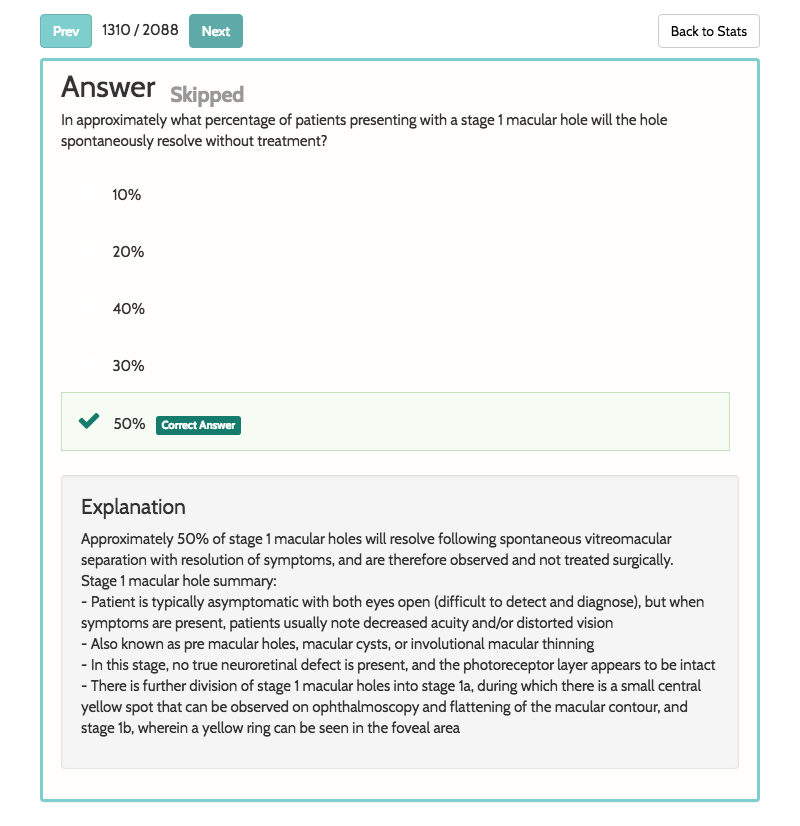 Prev 1310 / 2088 Next Back to Stats
Answer Skipped
In approximately what percentage of patients presenting with a stage 1 macular hole will the hole
spontaneously resolve without treatment?
10%
20%
40%
30%
50% Correct Answer
Explanation
Approximately 50% of stage 1 macular holes will resolve following spontaneous vitreomacular
separation with resolution of symptoms, and are therefore observed and not treated surgically.
Stage 1 macular hole summary:
- Patient is typically asymptomatic with both eyes open (difficult to detect and diagnose), but when
symptoms are present, patients usually note decreased acuity and/or distorted vision
- Also known as pre macular holes, macular cysts, or involutional macular thinning
- In this stage, no true neuroretinal defect is present, and the photoreceptor layer appears to be intact
- There is further division of stage 1 macular holes into stage 1a, during which there is a small central
yellow spot that can be observed on ophthalmoscopy and flattening of the macular contour, and
stage 1b, wherein a yellow ring can be seen in the foveal area